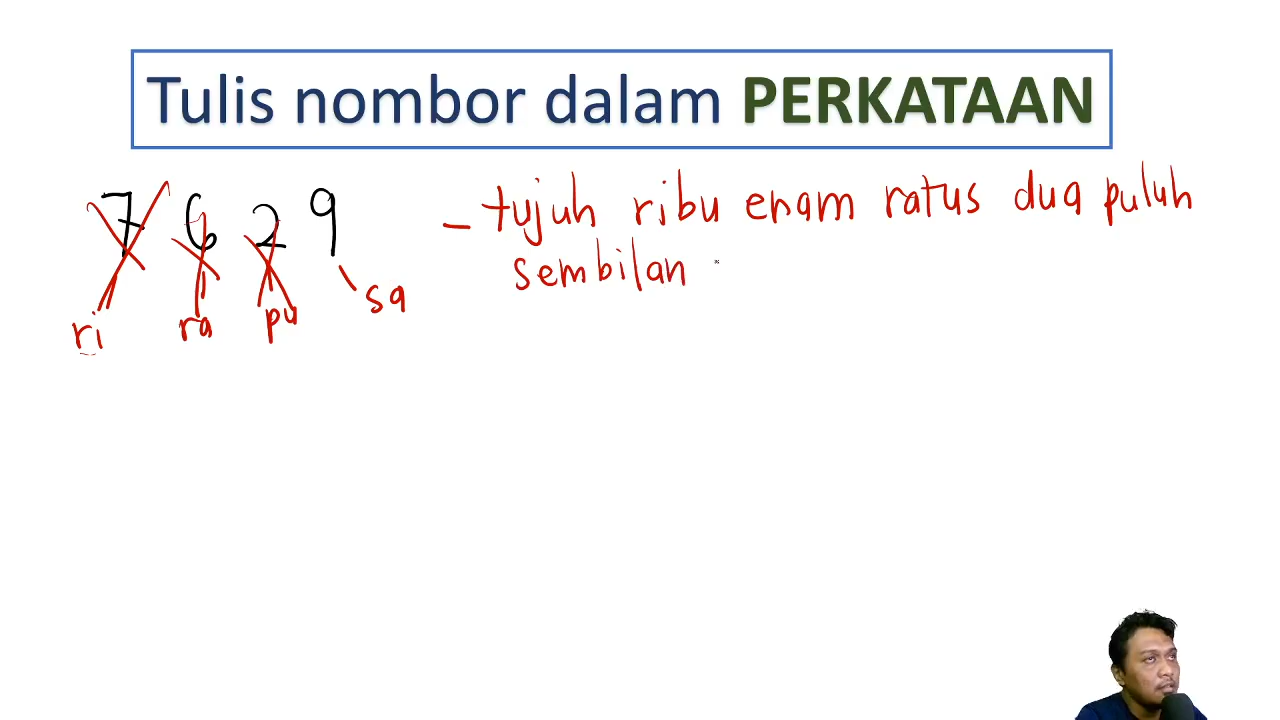 Tulis nombor dalam PERKATAAN
7 6 2 9 - tujuh ribu enam ratus dua puluh
sembilan
ri ra pu sa